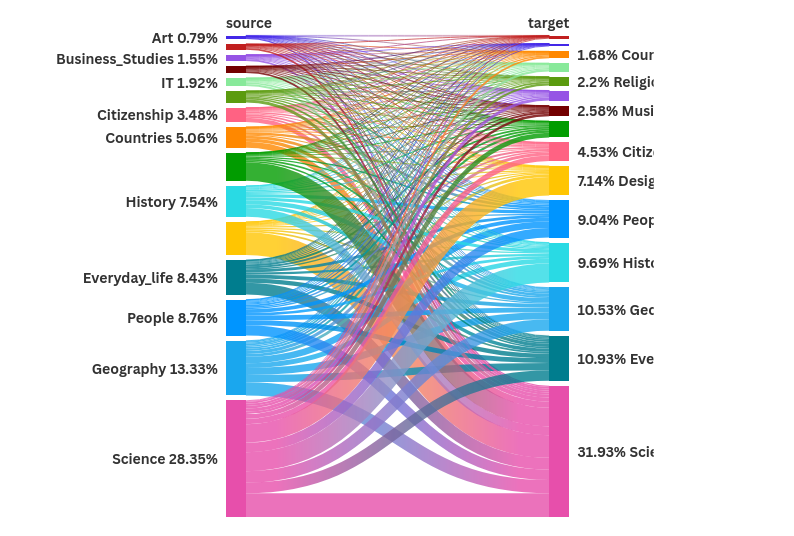 source
target
Art 0.79%
Business_Studies 1.55%
IT 1.92%
Citizenship 3.48%
Countries 5.06%
History 7.54%
Everyday_life 8.43%
People 8.76%
Geography 13.33%
Science 28.35%
1.68% Cour
2.2% Religio
2.58% Musi
4.53% Citize
7.14% Desig
9.04% Peop
9.69% Histo
10.53% Geo
10.93% Eve
31.93% Scie